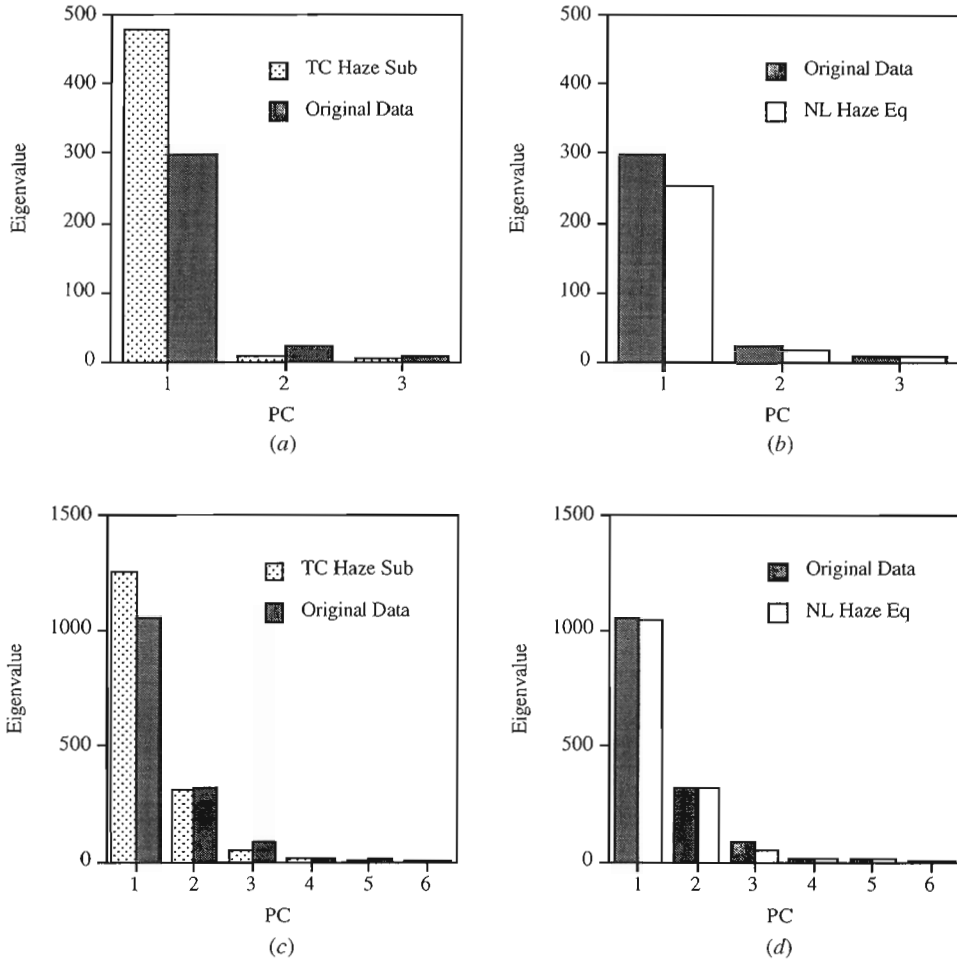 500
400
300
200
100
0
Eigenvalue
TC Haze Sub
Original Data
1 2 3
PC
(a)
500
400
300
200
100
0
Eigenvalue
Original Data
NL Haze Eq
1 2 3
PC
(b)
1500
1000
500
0
Eigenvalue
TC Haze Sub
Original Data
1 2 3 4 5 6
PC
(c)
1500
1000
500
0
Eigenvalue
Original Data
NL Haze Eq
1 2 3 4 5 6
PC
(d)